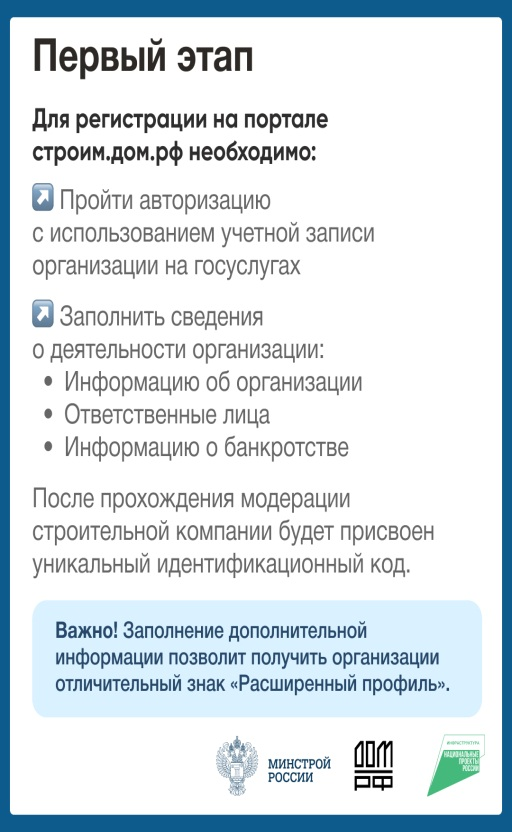 Первый этап
Для регистрации на портале
строим.дом.рф необходимо:
Пройти авторизацию
с использованием учетной записи
организации на госуслугах
Заполнить сведения
о деятельности организации:
• Информацию об организации
• Ответственные лица
• Информацию о банкротстве
После прохождения модерации
строительной компании будет присвоен
уникальный идентификационный код.
Важно! Заполнение дополнительной
информации позволит получить организации
отличительный знак «Расширенный профиль».
МИНСТРОЙ
РОССИИ
ДОМ
РФ
ИНФРАСТРУКТУРА
НАЦИОНАЛЬНЫЕ
ПРОЕКТЫ
РОССИИ